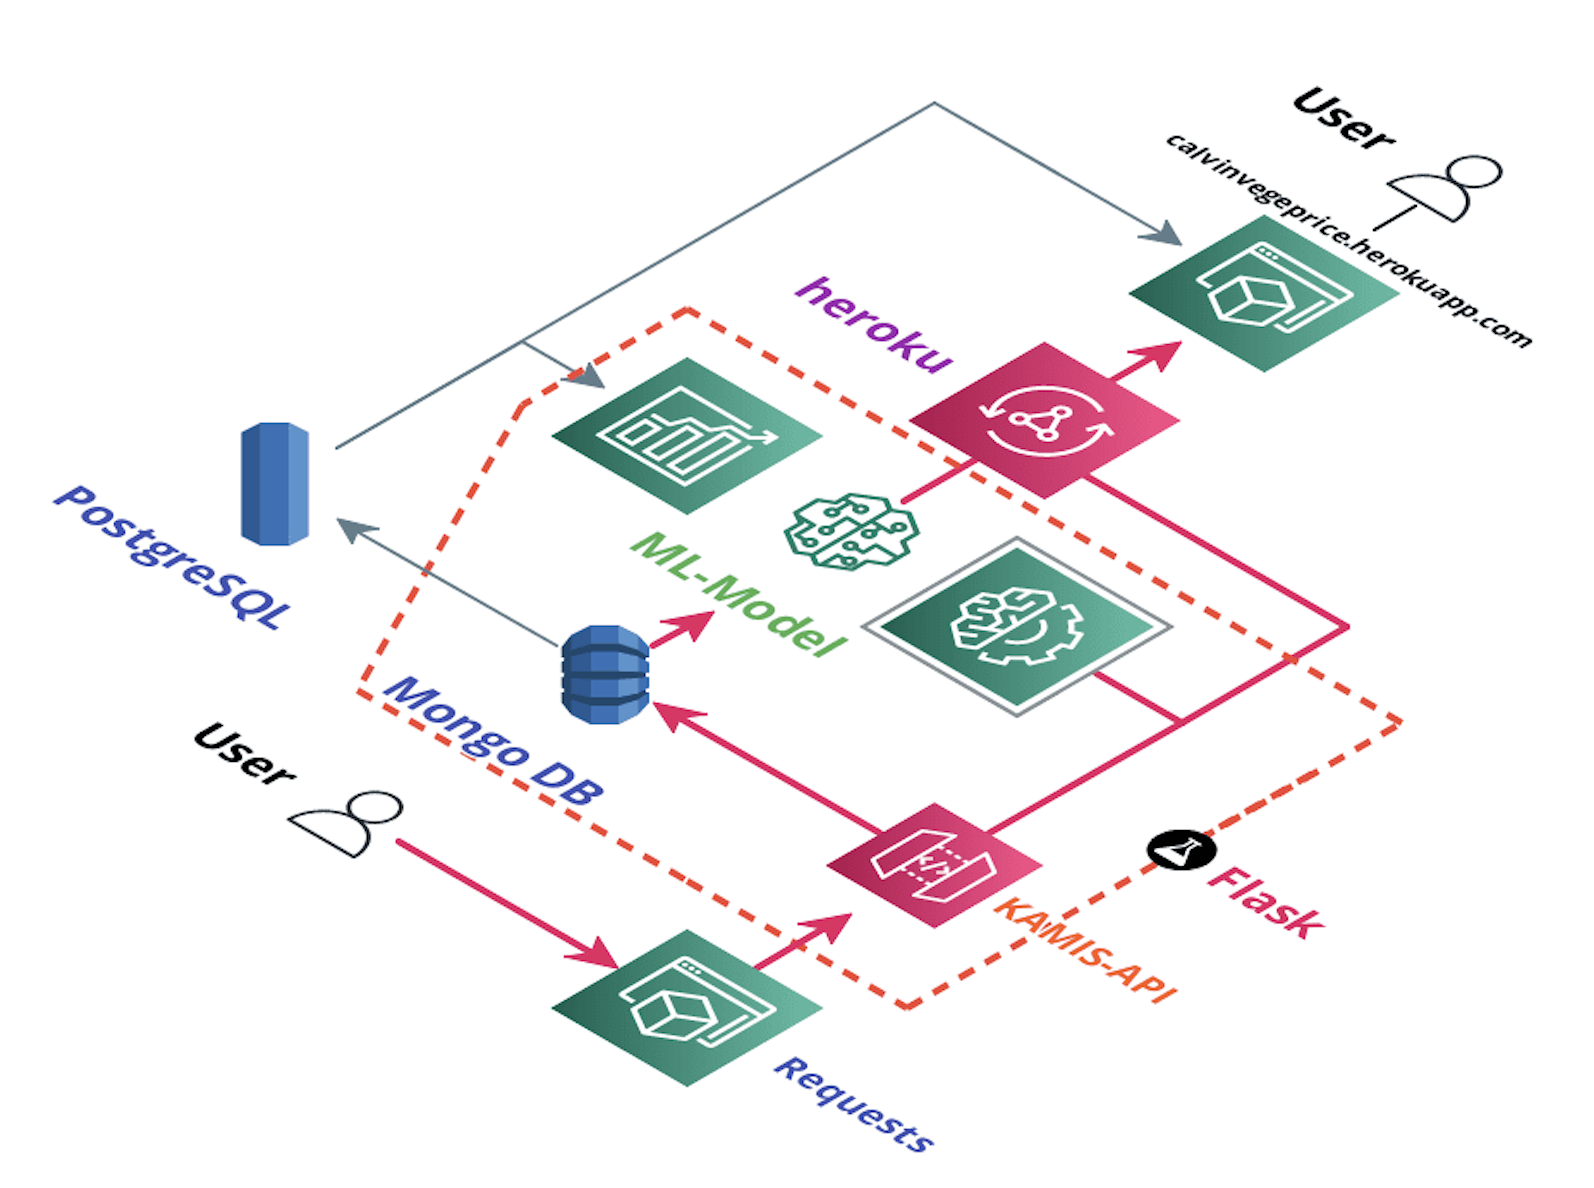 User
calvinvegeprice.herokuapp.com
heroku
PostgreSQL
ML-Model
Mongo DB
User
Flask
KAMIS-API
Requests